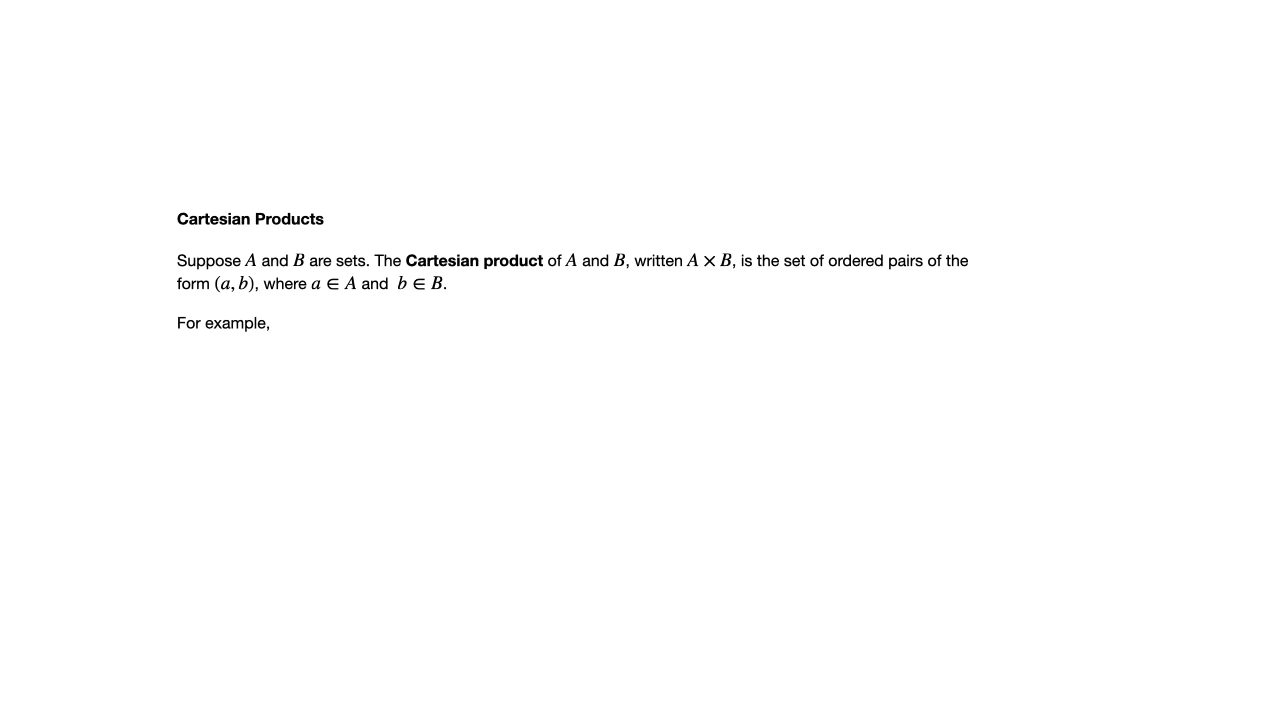 Cartesian Products
Suppose A and B are sets. The Cartesian product of A and B, written A × B, is the set of ordered pairs of the
form (a, b), where a ∈ A and b ∈ B.
For example,